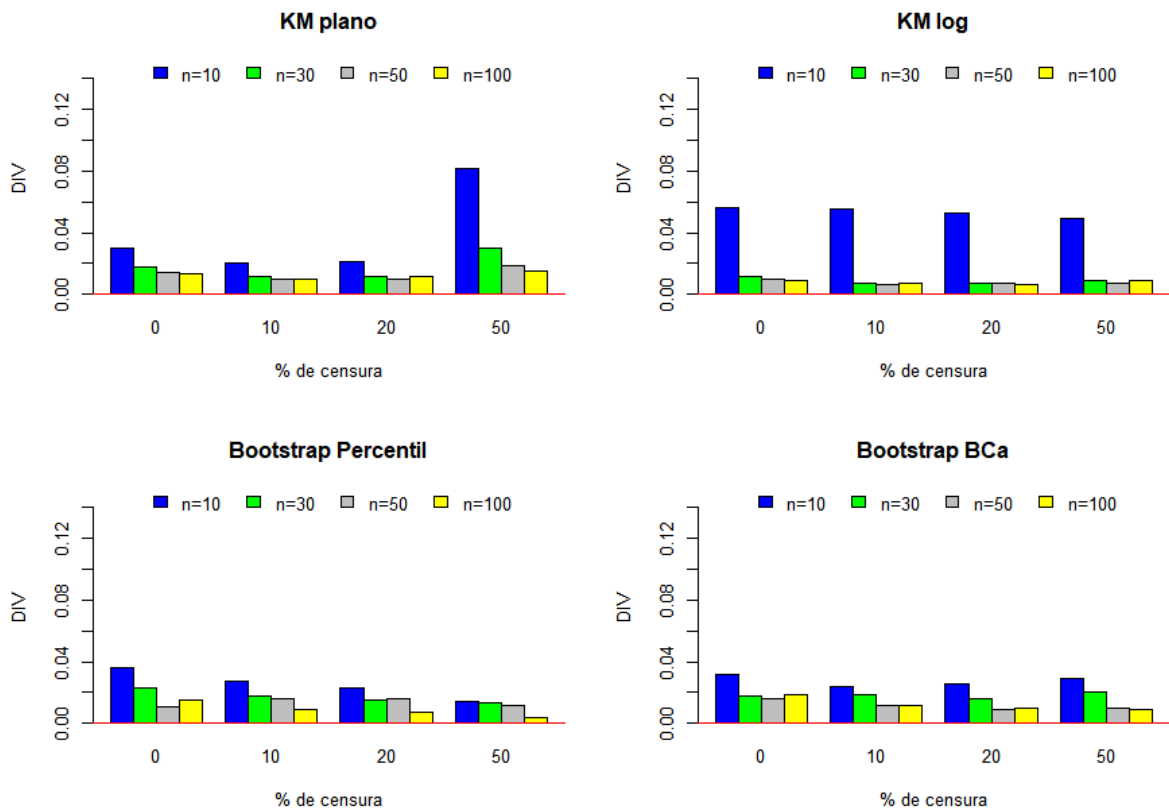 KM plano
n=10 n=30 n=50 n=100
DIV
0.12
0.08
0.04
0.00
0 10 20 50
% de censura
KM log
n=10 n=30 n=50 n=100
DIV
0.12
0.08
0.04
0.00
0 10 20 50
% de censura
Bootstrap Percentil
n=10 n=30 n=50 n=100
DIV
0.12
0.08
0.04
0.00
0 10 20 50
% de censura
Bootstrap BCa
n=10 n=30 n=50 n=100
DIV
0.12
0.08
0.04
0.00
0 10 20 50
% de censura